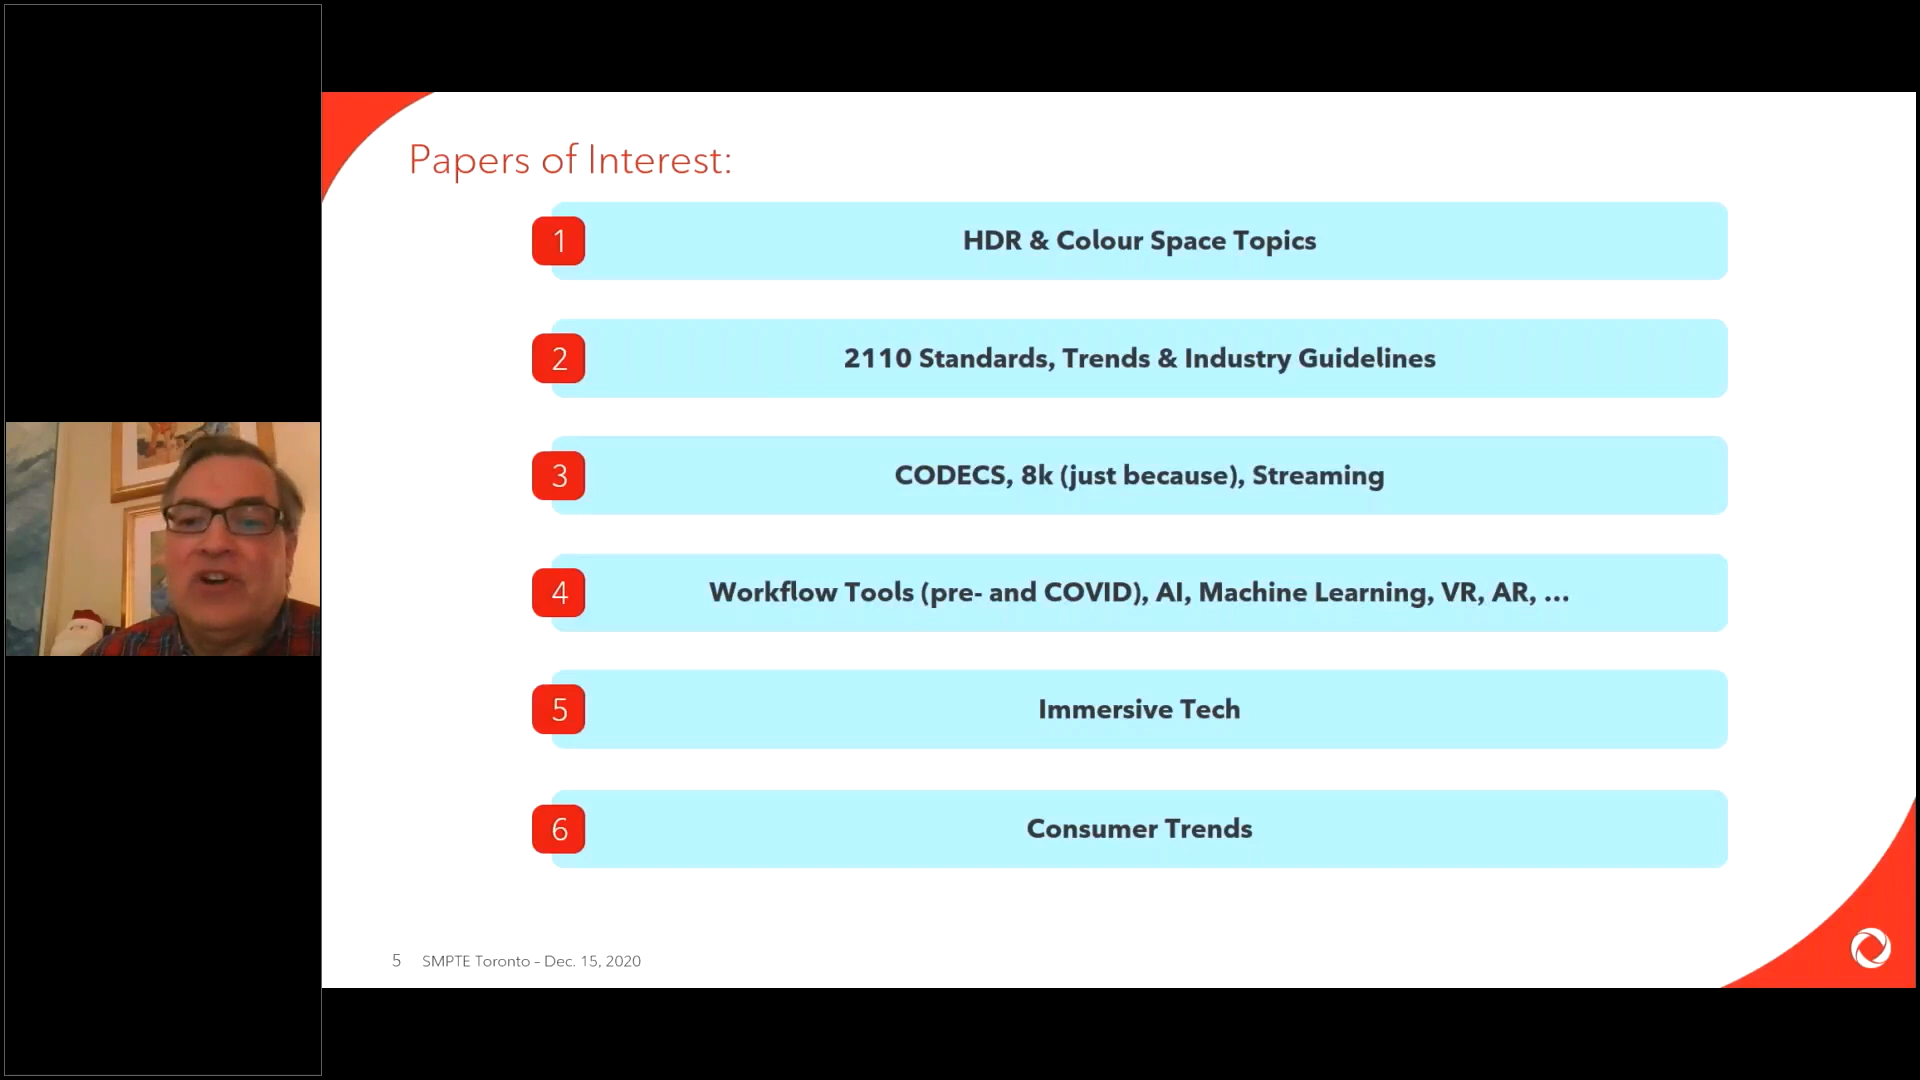 Papers of Interest:
1
HDR & Colour Space Topics
2
2110 Standards, Trends & Industry Guidelines
3
CODECS, 8k (just because), Streaming
4
Workflow Tools (pre- and COVID), AI, Machine Learning, VR, AR, ...
5
Immersive Tech
6
Consumer Trends
5 SMPTE Toronto – Dec. 15, 2020